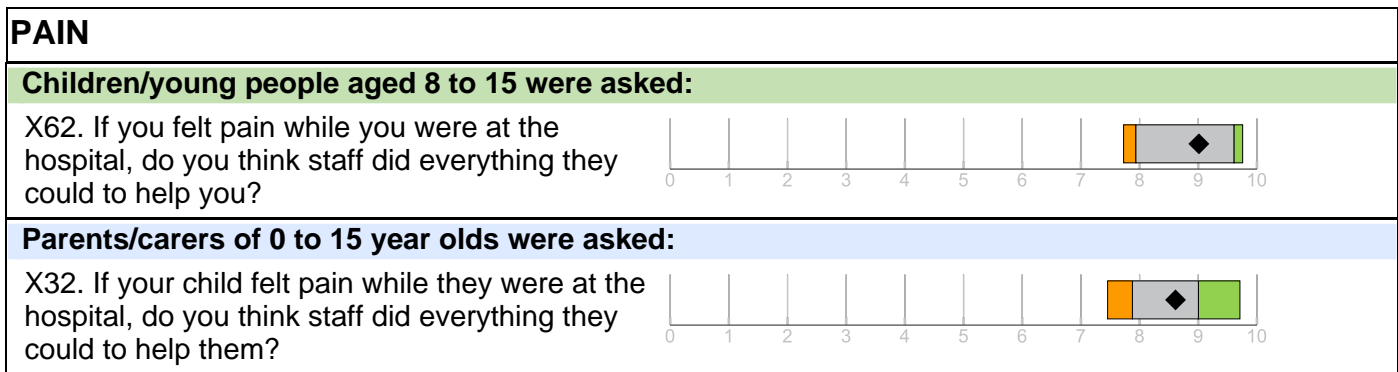 PAIN
Children/young people aged 8 to 15 were asked:
X62. If you felt pain while you were at the
hospital, do you think staff did everything they
could to help you?
0 1 2 3 4 5 6 7 8 9 10
Parents/carers of 0 to 15 year olds were asked:
X32. If your child felt pain while they were at the
hospital, do you think staff did everything they
could to help them?
0 1 2 3 4 5 6 7 8 9 10